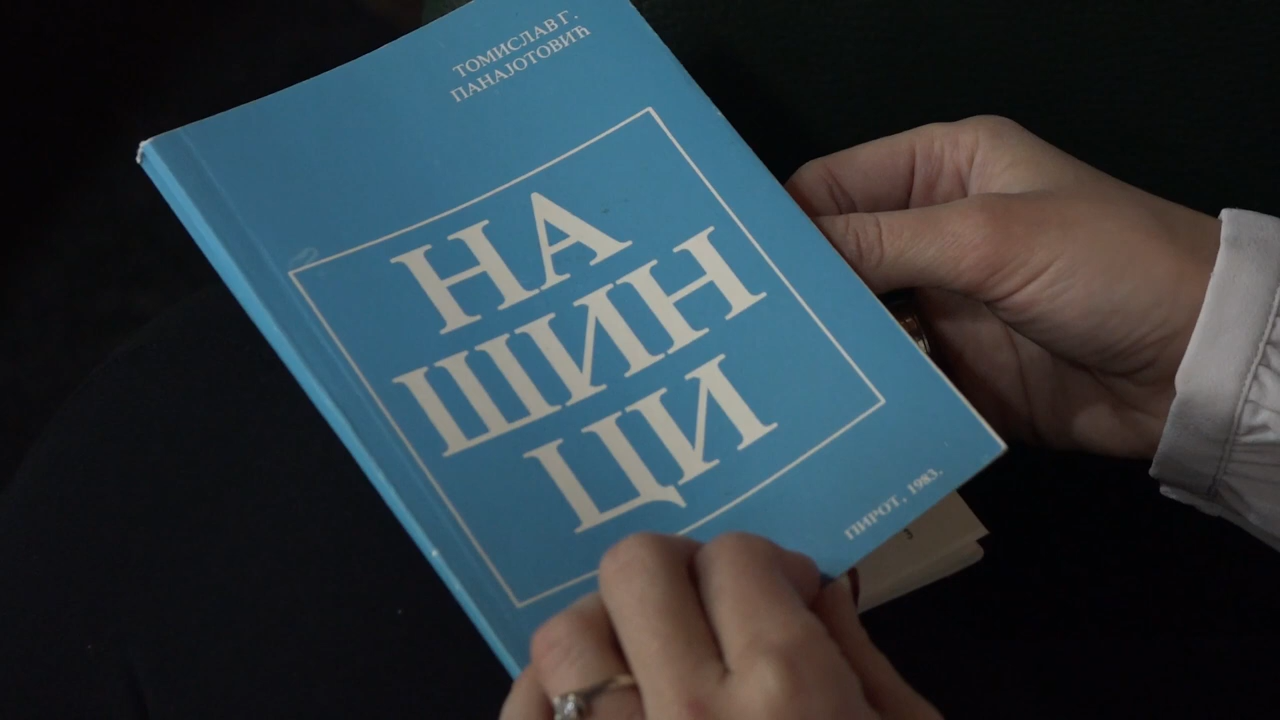 ТОМИСЛАВ Г.
ПАНАЈОТОВИЋ
НА
ШИН
ЦИ
ПИРОТ, 1983.